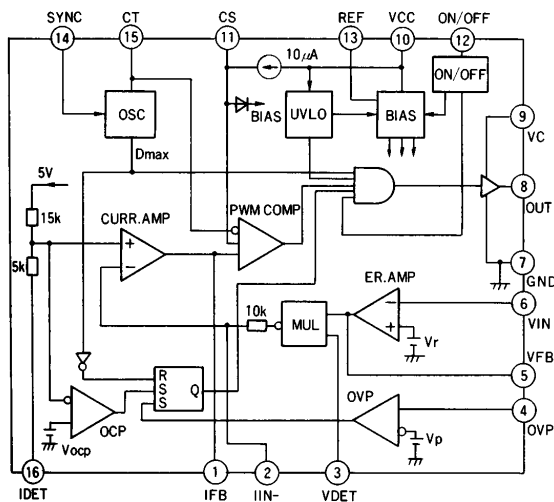 SYNC CT CS REF VCC ON/OFF
14 15 11 13 10 12
10μA
ON/OFF
OSC BIAS UVLO BIAS
9
VC
Dmax
5V
8
OUT
15k
CURR.AMP
PWM COMP
+
5k
−
7
GND
ER.AMP
10k
MUL
−
6
VIN
+
Vr
VFB
5
R
S
S
Q
OVP
4
OVP
OCP
Vocp
Vp
16 1 2 3
IDET IFB IIN- VDET